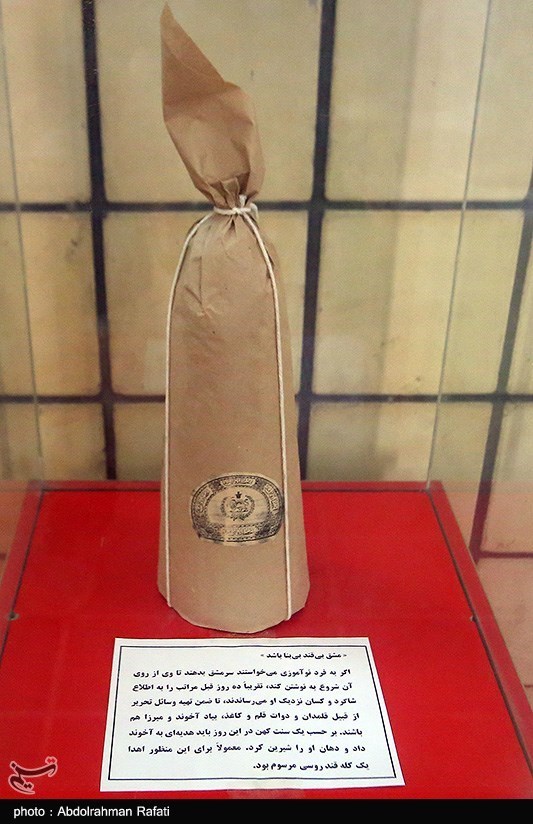 « مشق بی‌قند بی‌بنا باشد »
اگر به فرد نوآموزی می‌خواستند سرمشق بدهند تا وی از روی
آن شروع به نوشتن کند، تقریباً ده روز قبل مراتب را به اطلاع
شاگرد و کسان نزدیک او می‌رساندند، تا ضمن تهیه وسائل تحریر
از قبیل قلمدان و دوات قلم و کاغذ، بیاد آخوند و میرزا هم
باشند. بر حسب یک سنت کهن در این روز باید هدیه‌ای به آخوند
داد و دهان او را شیرین کرد. معمولاً برای این منظور اهدا
یک کله قند روسی مرسوم بود.
تسنیم
photo : Abdolrahman Rafati